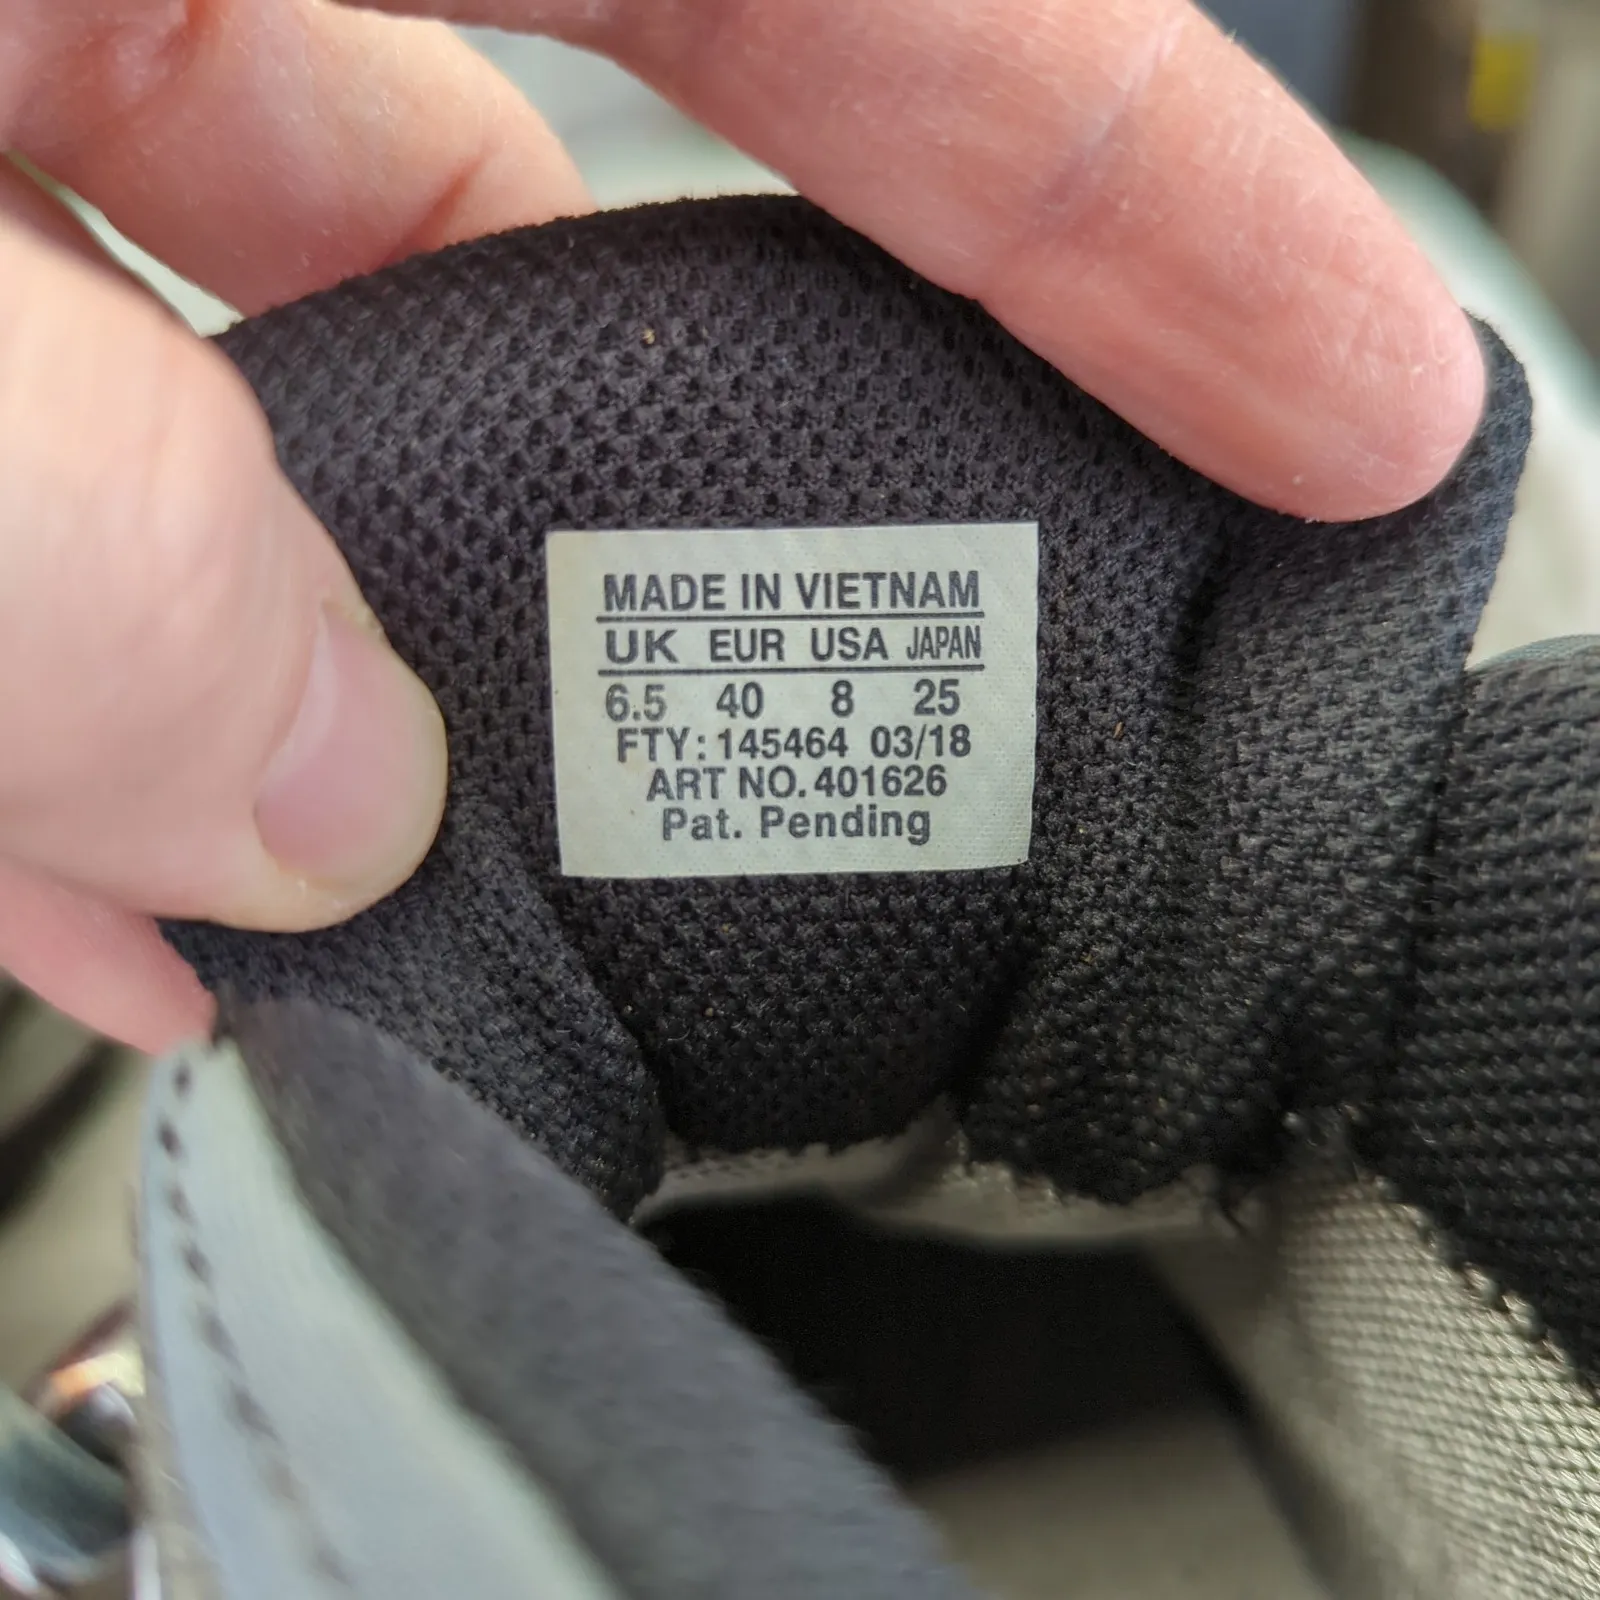 MADE IN VIETNAM
UK EUR USA JAPAN
6.5 40 8 25
FTY: 145464 03/18
ART NO. 401626
Pat. Pending